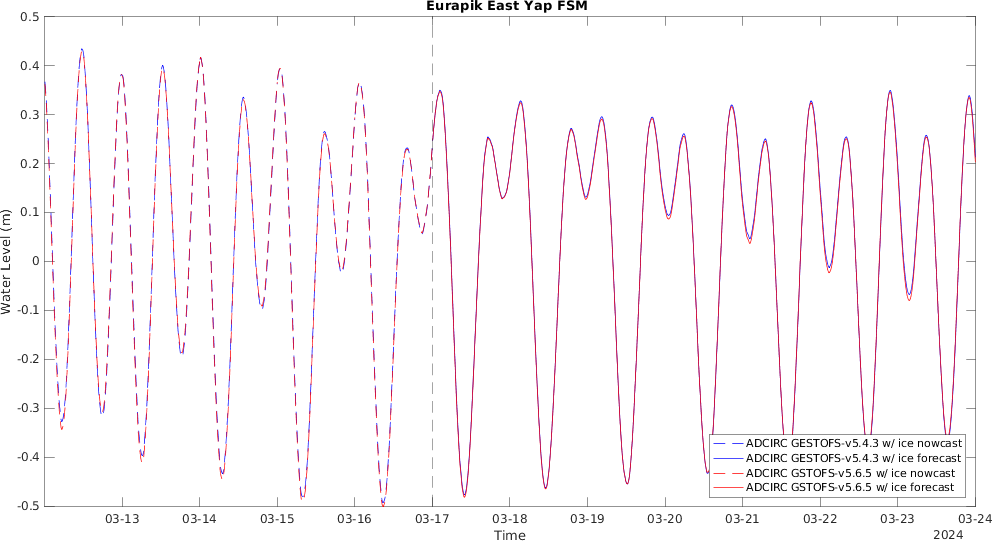 Eurapik East Yap FSM
Water Level (m)
0.5
0.4
0.3
0.2
0.1
0
-0.1
-0.2
-0.3
-0.4
-0.5
ADCIRC GESTOFS-v5.4.3 w/ ice nowcast
ADCIRC GESTOFS-v5.4.3 w/ ice forecast
ADCIRC GSTOFS-v5.6.5 w/ ice nowcast
ADCIRC GSTOFS-v5.6.5 w/ ice forecast
03-13 03-14 03-15 03-16 03-17 03-18 03-19 03-20 03-21 03-22 03-23 03-24
Time
2024